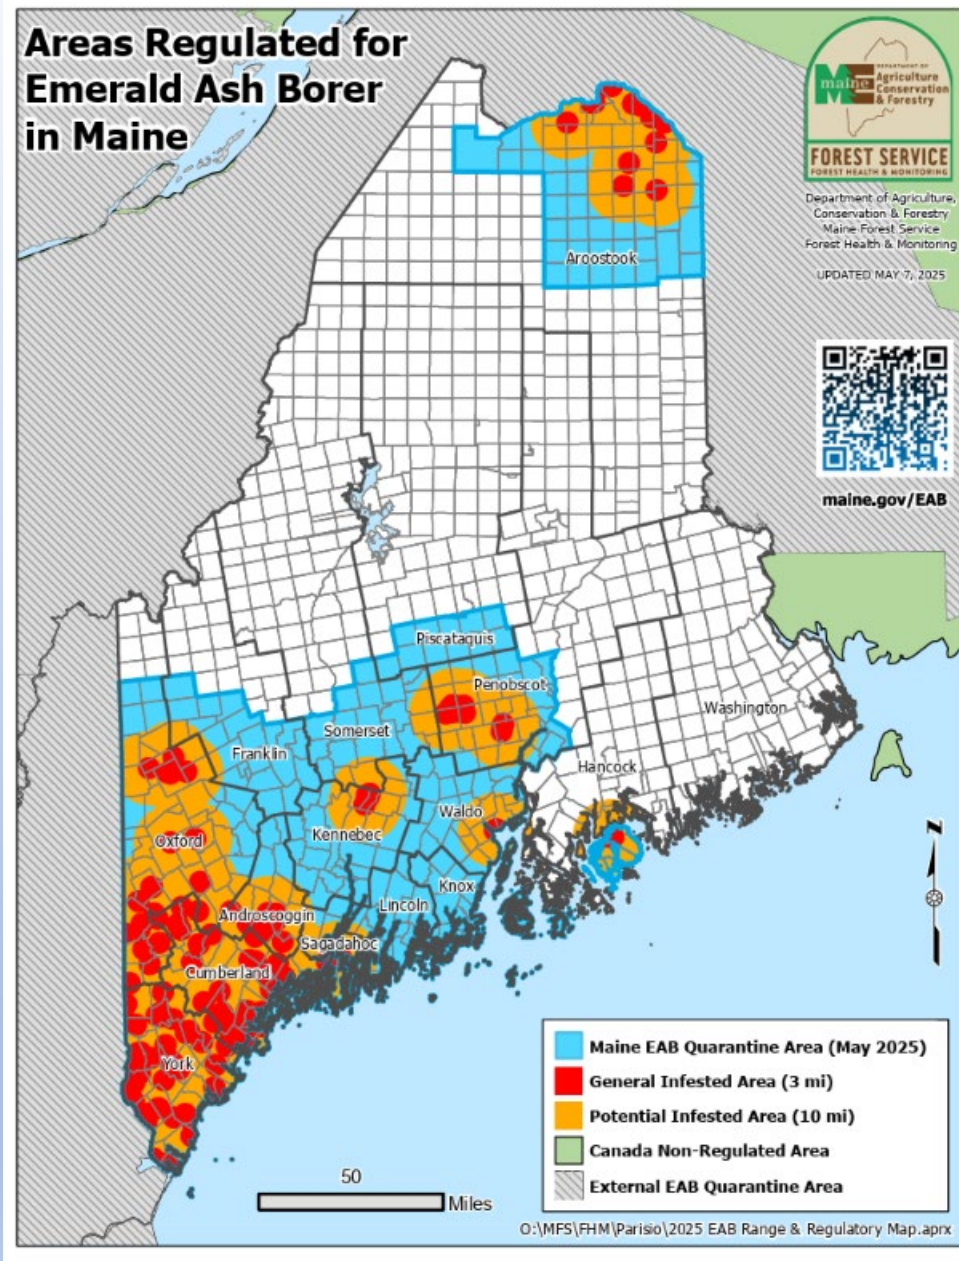 Areas Regulated for
Emerald Ash Borer
in Maine
maine
DEPARTMENT OF
Agriculture
Conservation
& Forestry
FOREST SERVICE
FOREST HEALTH & MONITORING
Department of Agriculture,
Conservation & Forestry
Maine Forest Service
Forest Health & Monitoring
UPDATED MAY 7, 2025
maine.gov/EAB
Aroostook
Piscataquis
Penobscot
Washington
Somerset
Franklin
Hancock
Waldo
Kennebec
Oxford
Knox
Lincoln
Androscoggin
Sagadahoc
Cumberland
York
N
Maine EAB Quarantine Area (May 2025)
General Infested Area (3 mi)
Potential Infested Area (10 mi)
Canada Non-Regulated Area
External EAB Quarantine Area
50
Miles
O:\MFS\FHM\Parisio\2025 EAB Range & Regulatory Map.aprx